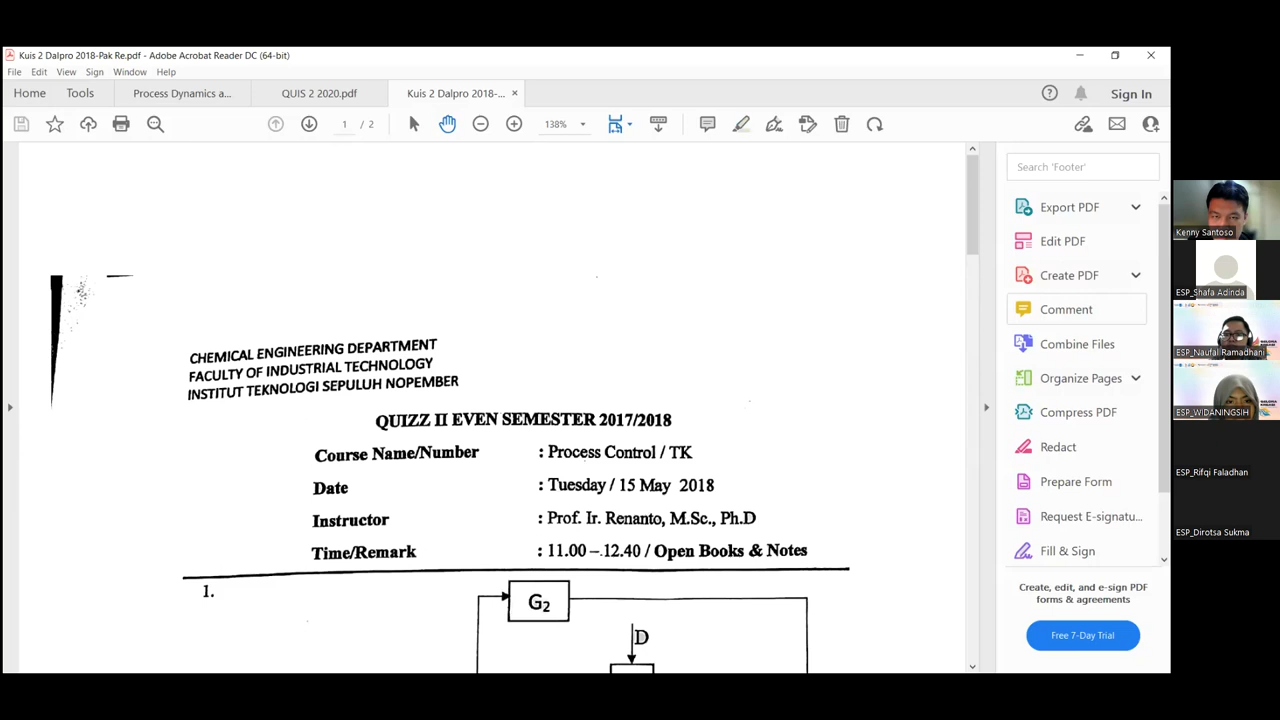 Kuis 2 Dalpro 2018-Pak Re.pdf - Adobe Acrobat Reader DC (64-bit)
File Edit View Sign Window Help
Home Tools Process Dynamics a... QUIS 2 2020.pdf Kuis 2 Dalpro 2018-... × Sign In
1 / 2 138%
Search 'Footer'
Export PDF
Edit PDF
Create PDF
Comment
Combine Files
Organize Pages
Compress PDF
Redact
Prepare Form
Request E-signatu...
Fill & Sign
Create, edit, and e-sign PDF
forms & agreements
Free 7-Day Trial
CHEMICAL ENGINEERING DEPARTMENT
FACULTY OF INDUSTRIAL TECHNOLOGY
INSTITUT TEKNOLOGI SEPULUH NOPEMBER
QUIZZ II EVEN SEMESTER 2017/2018
Course Name/Number : Process Control / TK
Date : Tuesday / 15 May 2018
Instructor : Prof. Ir. Renanto, M.Sc., Ph.D
Time/Remark : 11.00 – 12.40 / Open Books & Notes
1.
G2
D
Kenny Santoso
ESP_Shafa Adinda
ESP_Naufal Ramadhani
ESP_WIDANINGSIH
ESP_Rifqi Faladhan
ESP_Dirotsa Sukma